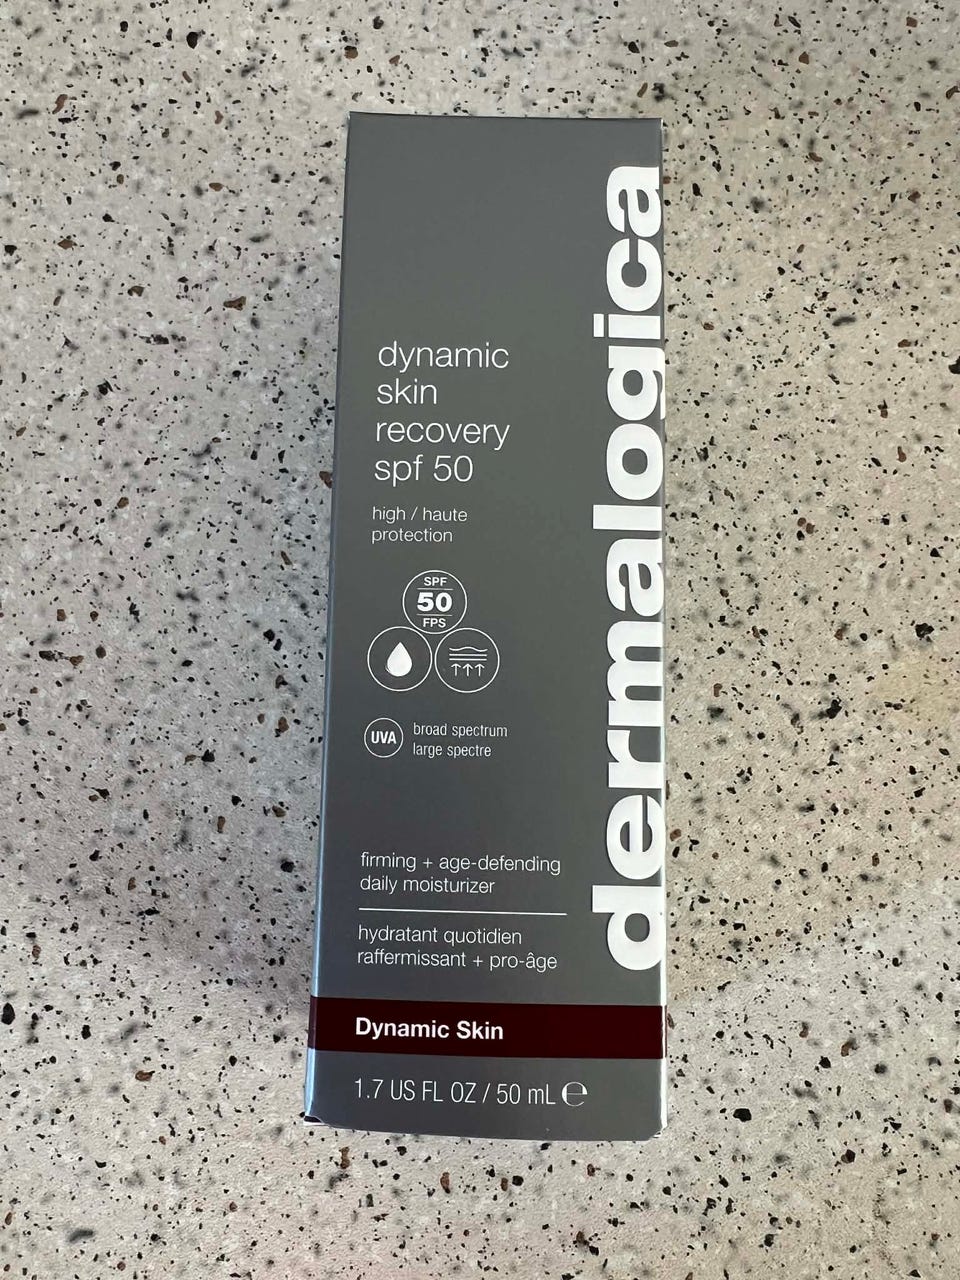 dermalogica
dynamic
skin
recovery
spf 50
high / haute
protection
SPF
50
FPS
UVA
broad spectrum
large spectre
firming + age-defending
daily moisturizer
hydratant quotidien
raffermissant + pro-âge
Dynamic Skin
1.7 US FL OZ / 50 mL ℮